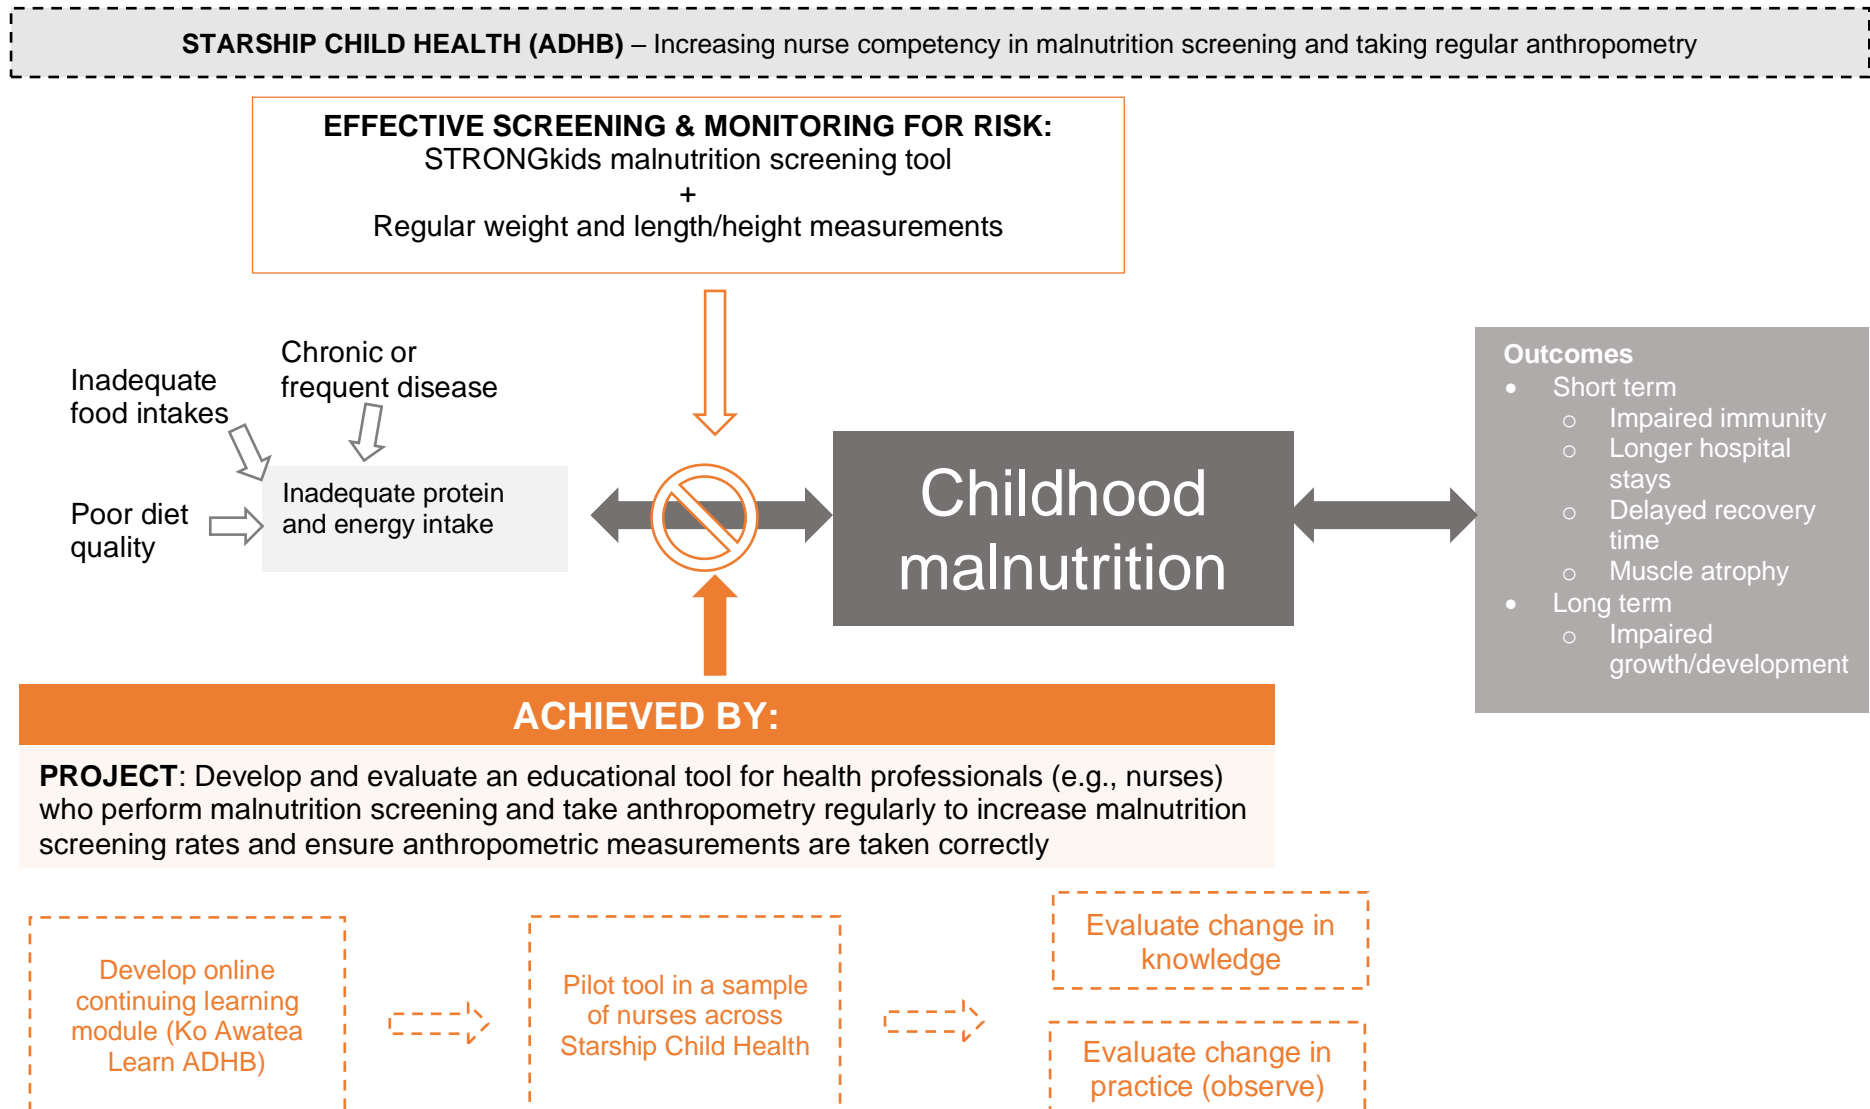 STARSHIP CHILD HEALTH (ADHB) – Increasing nurse competency in malnutrition screening and taking regular anthropometry
EFFECTIVE SCREENING & MONITORING FOR RISK:
STRONGkids malnutrition screening tool
+
Regular weight and length/height measurements
Chronic or
frequent disease
Inadequate
food intakes
Poor diet
quality
Inadequate protein
and energy intake
Childhood
malnutrition
Outcomes
• Short term
o Impaired immunity
o Longer hospital
stays
o Delayed recovery
time
o Muscle atrophy
• Long term
o Impaired
growth/development
ACHIEVED BY:
PROJECT: Develop and evaluate an educational tool for health professionals (e.g., nurses)
who perform malnutrition screening and take anthropometry regularly to increase malnutrition
screening rates and ensure anthropometric measurements are taken correctly
Develop online
continuing learning
module (Ko Awatea
Learn ADHB)
Pilot tool in a sample
of nurses across
Starship Child Health
Evaluate change in
knowledge
Evaluate change in
practice (observe)